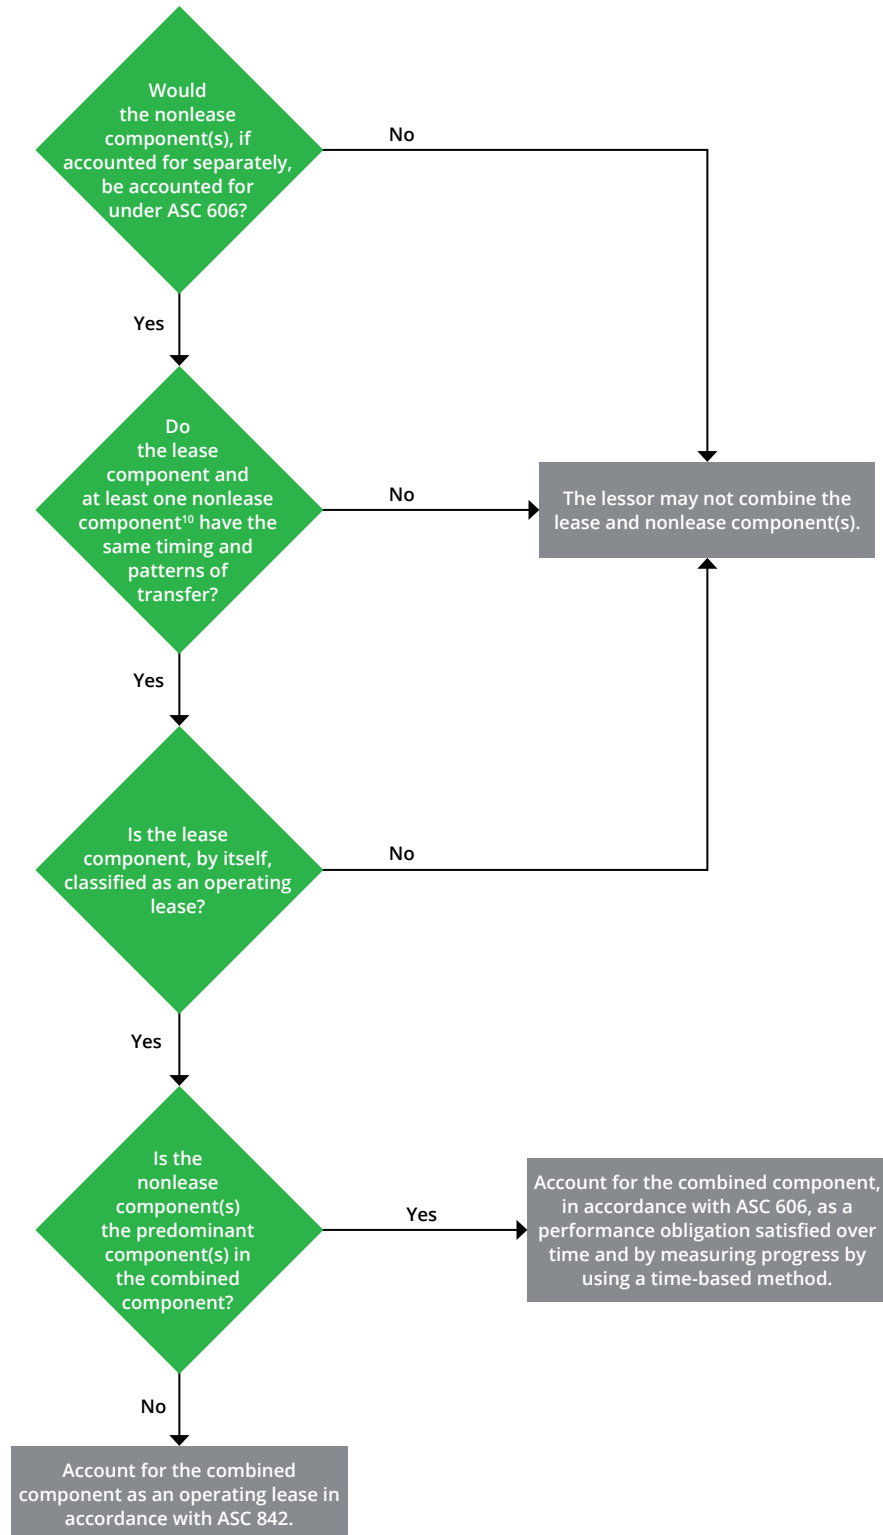 Would
the nonlease
component(s), if
accounted for separately,
be accounted for
under ASC 606?
No
Yes
Do
the lease
component and
at least one nonlease
component¹⁰ have the
same timing and
patterns of
transfer?
No
The lessor may not combine the
lease and nonlease component(s).
Yes
Is the lease
component, by itself,
classified as an operating
lease?
No
Yes
Is the
nonlease
component(s)
the predominant
component(s) in
the combined
component?
Yes
Account for the combined component,
in accordance with ASC 606, as a
performance obligation satisfied over
time and by measuring progress by
using a time-based method.
No
Account for the combined
component as an operating lease in
accordance with ASC 842.